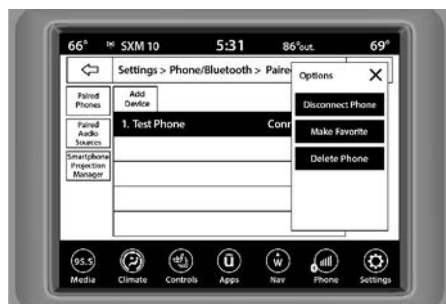 66° SXM 10 5:31 86°out. 69°
Settings > Phone/Bluetooth > Paire
Options X
Paired
Phones
Add
Device
Disconnect Phone
Paired
Audio
Sources
1. Test Phone Conn
Make Favorite
Smartphone
Projection
Manager
Delete Phone
95.5
Media Climate Controls Apps Nav Phone Settings